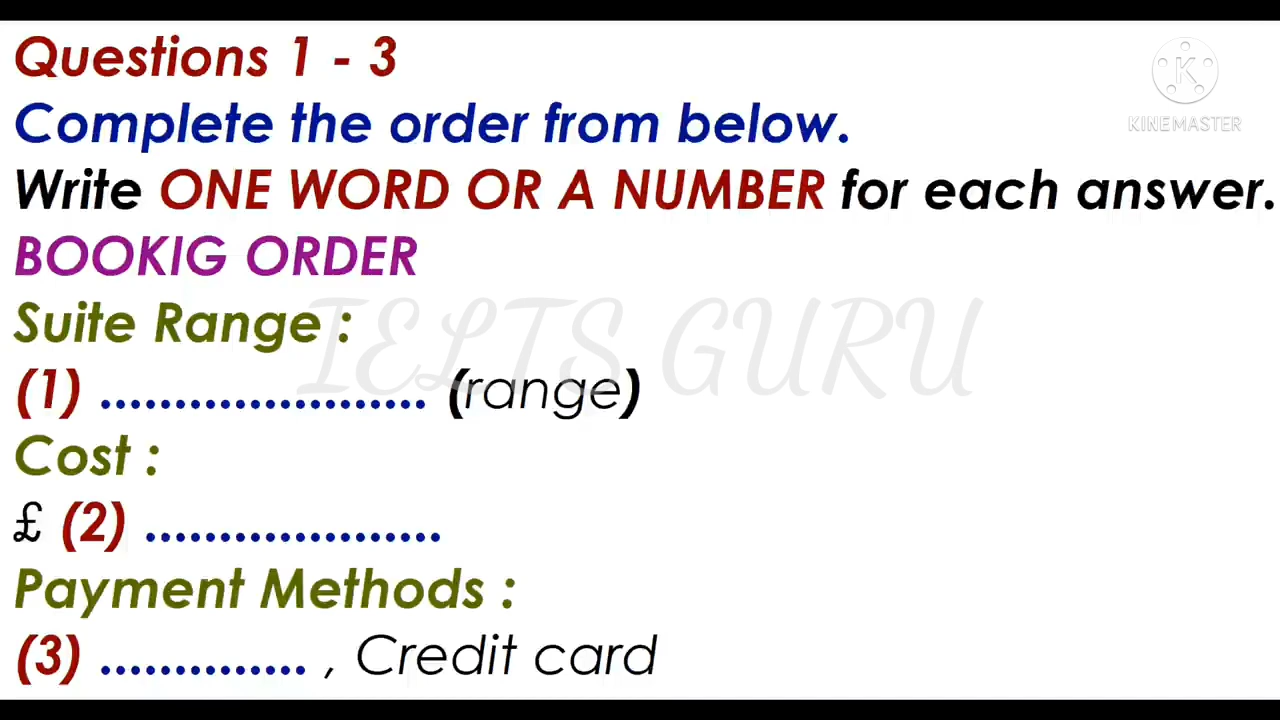 Questions 1 - 3
KINEMASTER
Complete the order from below.
Write ONE WORD OR A NUMBER for each answer.
BOOKIG ORDER
Suite Range :
IELTS GURU
(1) ...................... (range)
Cost :
£ (2) ....................
Payment Methods :
(3) .............. , Credit card